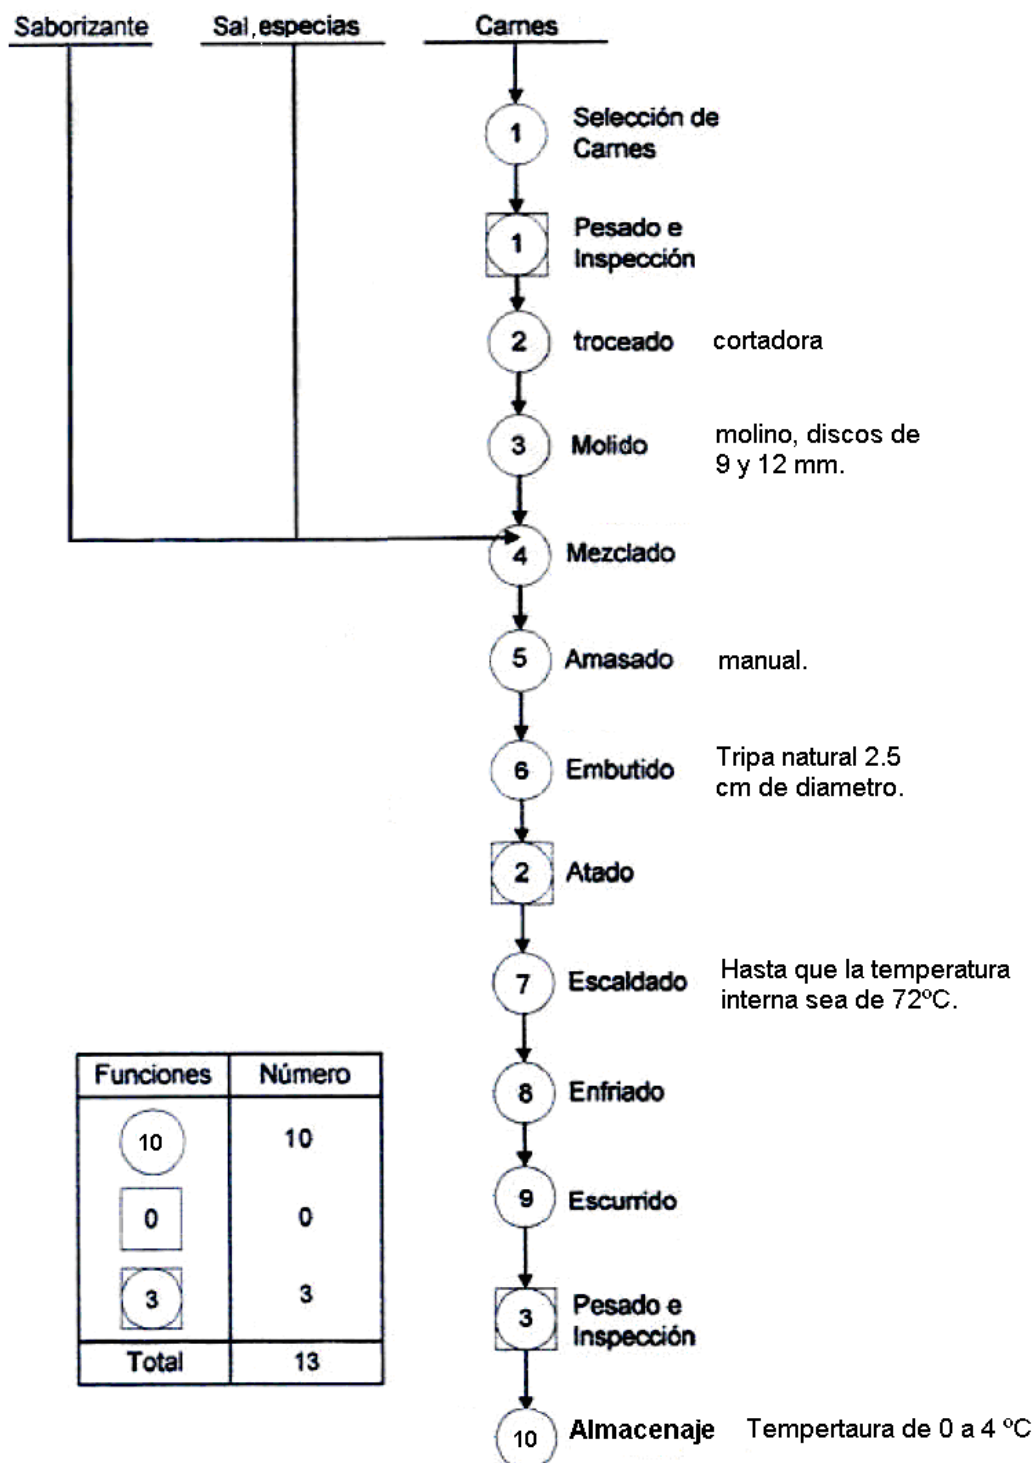 Saborizante
Sal, especias
Carnes
1
Selección de
Carnes
1
Pesado e
Inspección
2
troceado
cortadora
3
Molido
molino, discos de
9 y 12 mm.
4
Mezclado
5
Amasado
manual.
6
Embutido
Tripa natural 2.5
cm de diametro.
2
Atado
7
Escaldado
Hasta que la temperatura
interna sea de 72ºC.
8
Enfriado
9
Escurrido
3
Pesado e
Inspección
10
Almacenaje
Tempertaura de 0 a 4 ºC
Funciones
Número
10
10
0
0
3
3
Total
13